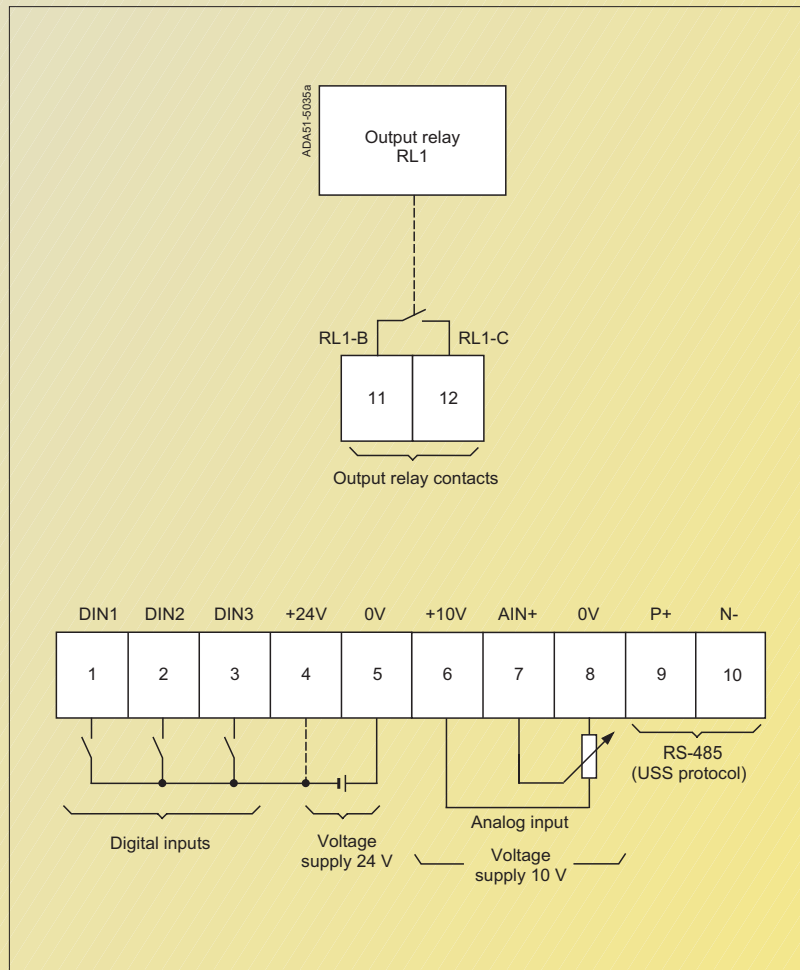 ADA51-5035a
Output relay
RL1
RL1-B
RL1-C
11
12
Output relay contacts
DIN1 DIN2 DIN3 +24V 0V +10V AIN+ 0V P+ N-
1 2 3 4 5 6 7 8 9 10
Digital inputs
Voltage
supply 24 V
Analog input
Voltage
supply 10 V
RS-485
(USS protocol)